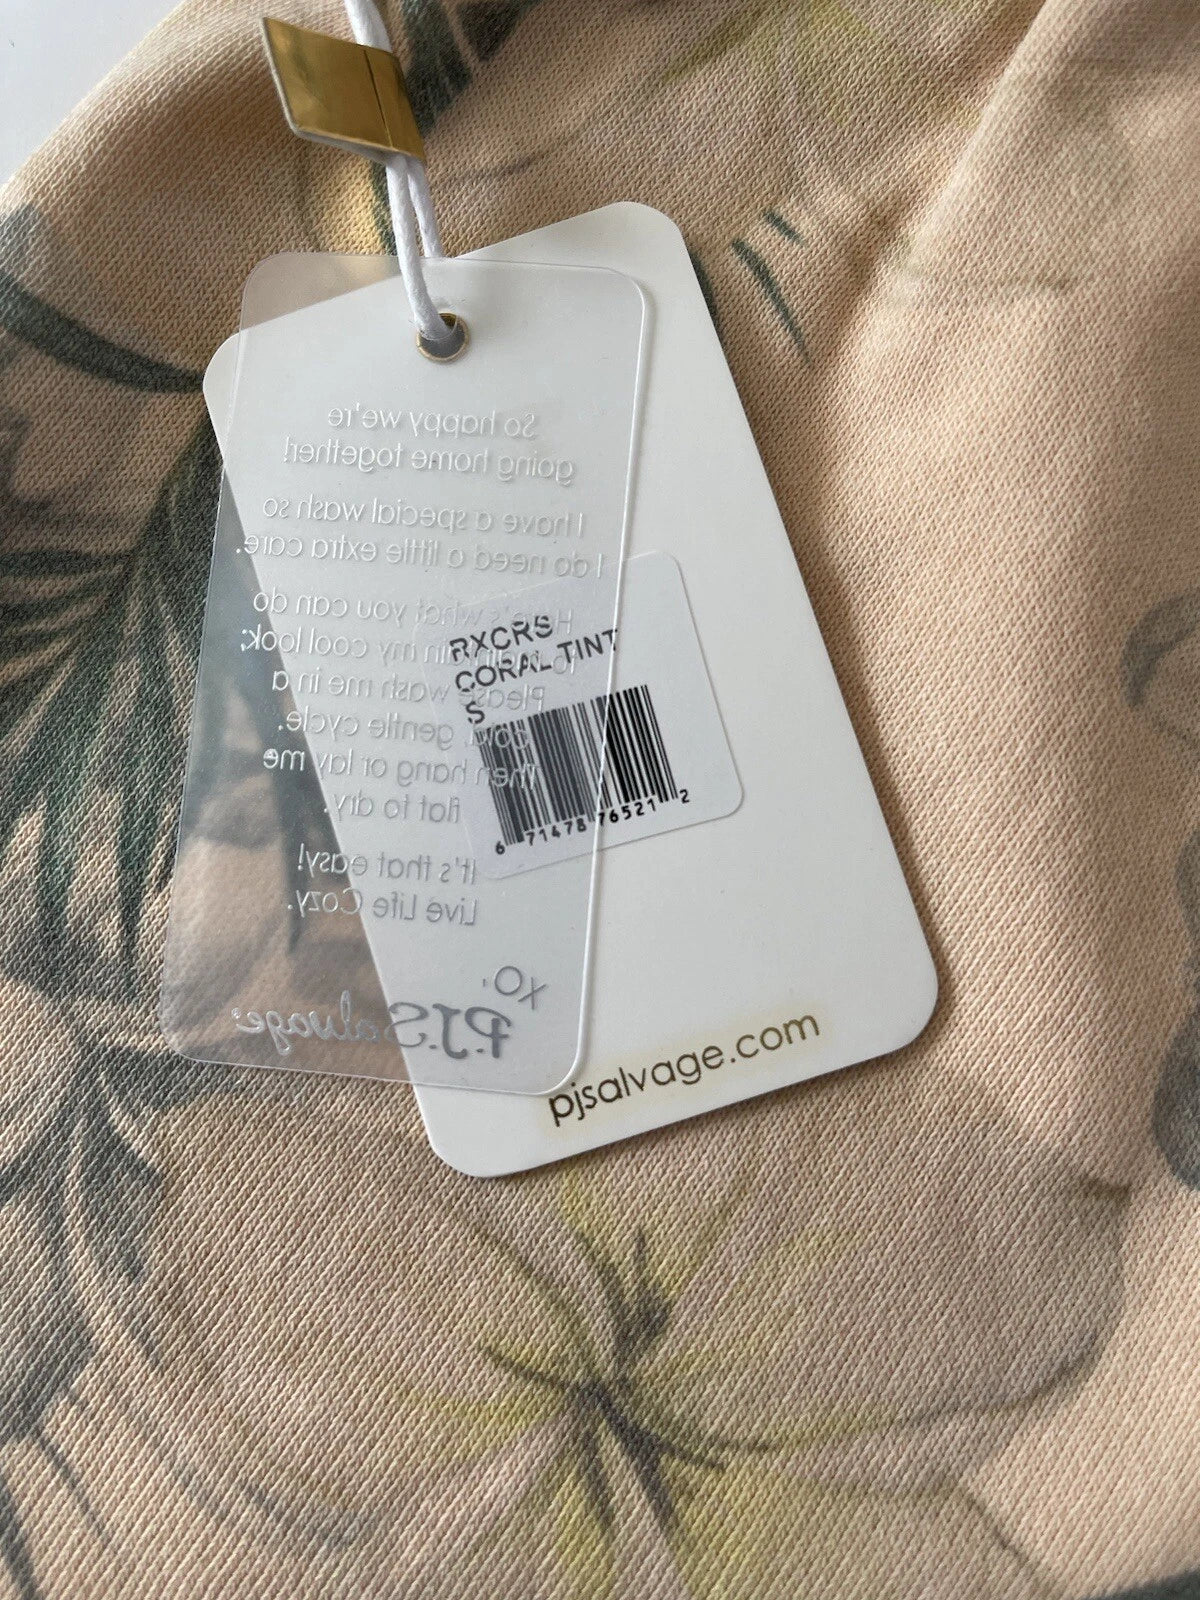 So happy we're
going home together!
I have a special wash so
I do need a little extra care.
Here's what you can do
To maintain my cool look;
Please wash me in a
cold, gentle cycle.
Then hang or lay me
flat to dry.
It's that easy!
Live Life Cozy.
XO,
P.J. Salvage®
RXCRS
CORAL TINT
S
6 71478 76521 2
pjsalvage.com